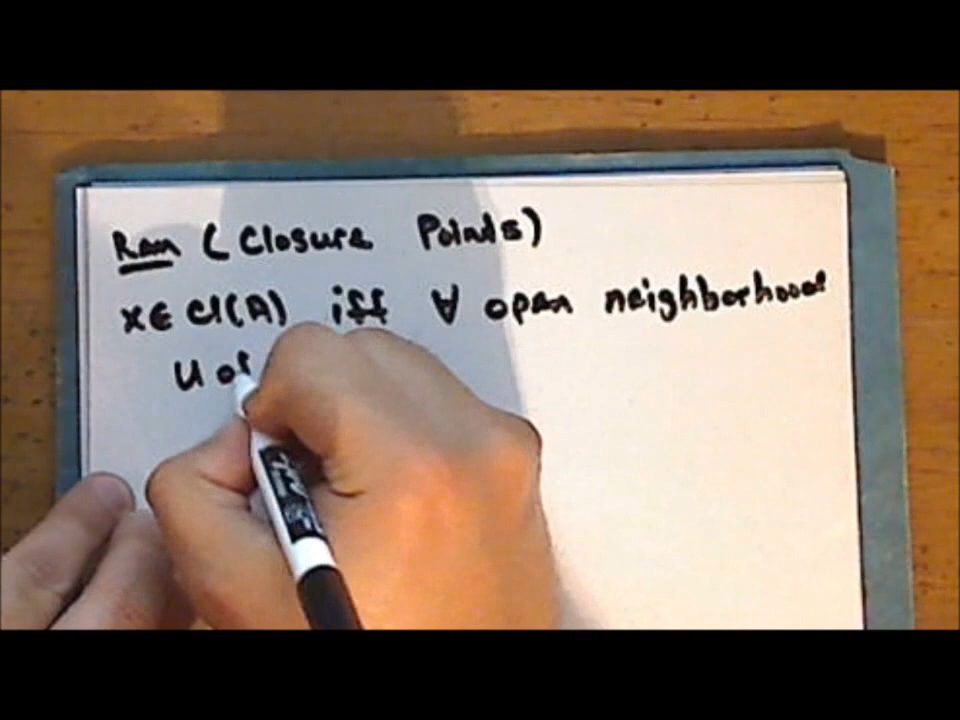 Rem (Closure Points)
x∈ Cl(A) iff ∀ open neighborhood
U of